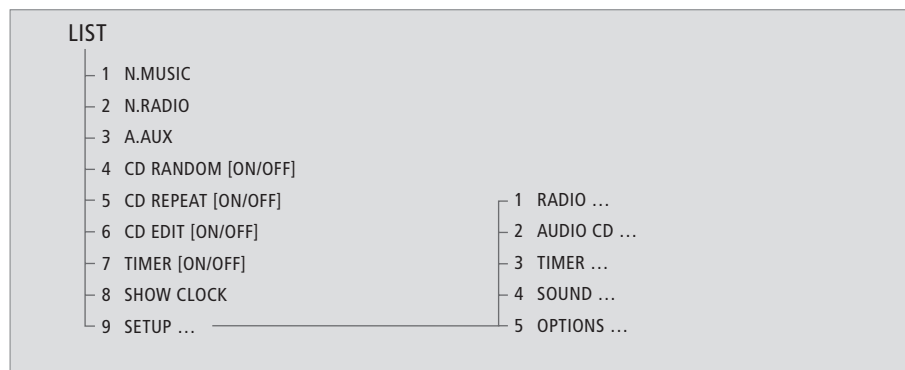 LIST
1 N.MUSIC
2 N.RADIO
3 A.AUX
4 CD RANDOM [ON/OFF]
5 CD REPEAT [ON/OFF]
6 CD EDIT [ON/OFF]
7 TIMER [ON/OFF]
8 SHOW CLOCK
9 SETUP …
1 RADIO …
2 AUDIO CD …
3 TIMER …
4 SOUND …
5 OPTIONS …